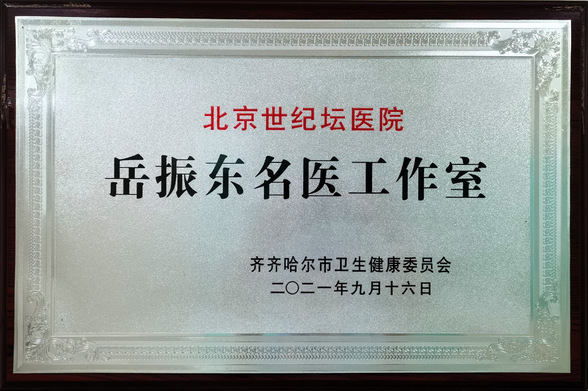 北京世纪坛医院
岳振东名医工作室
齐齐哈尔市卫生健康委员会
二〇二一年九月十六日